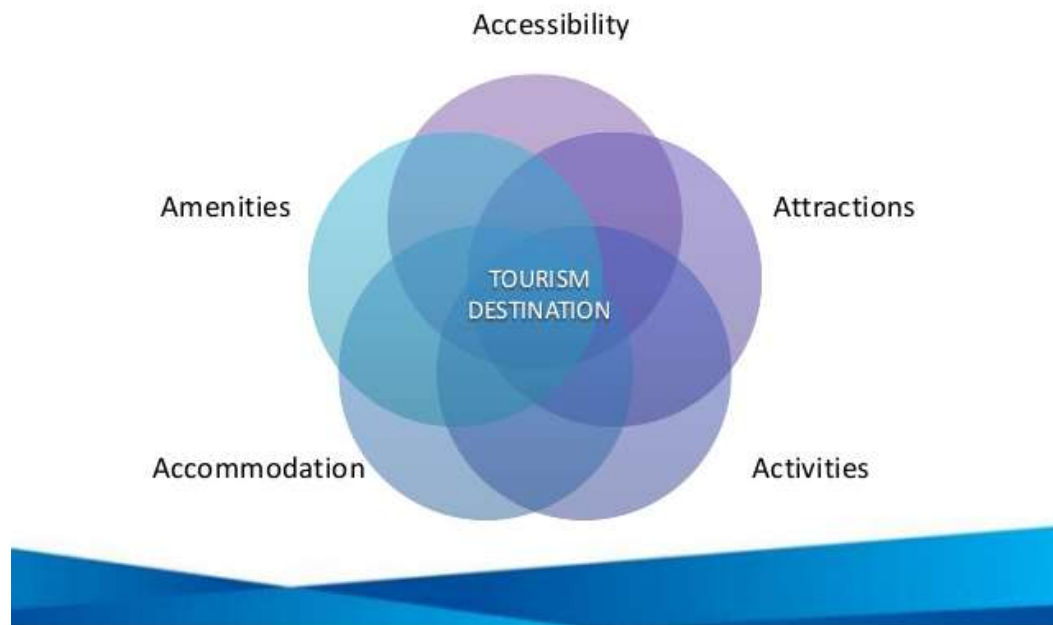 Accessibility
Amenities
Attractions
TOURISM
DESTINATION
Accommodation
Activities